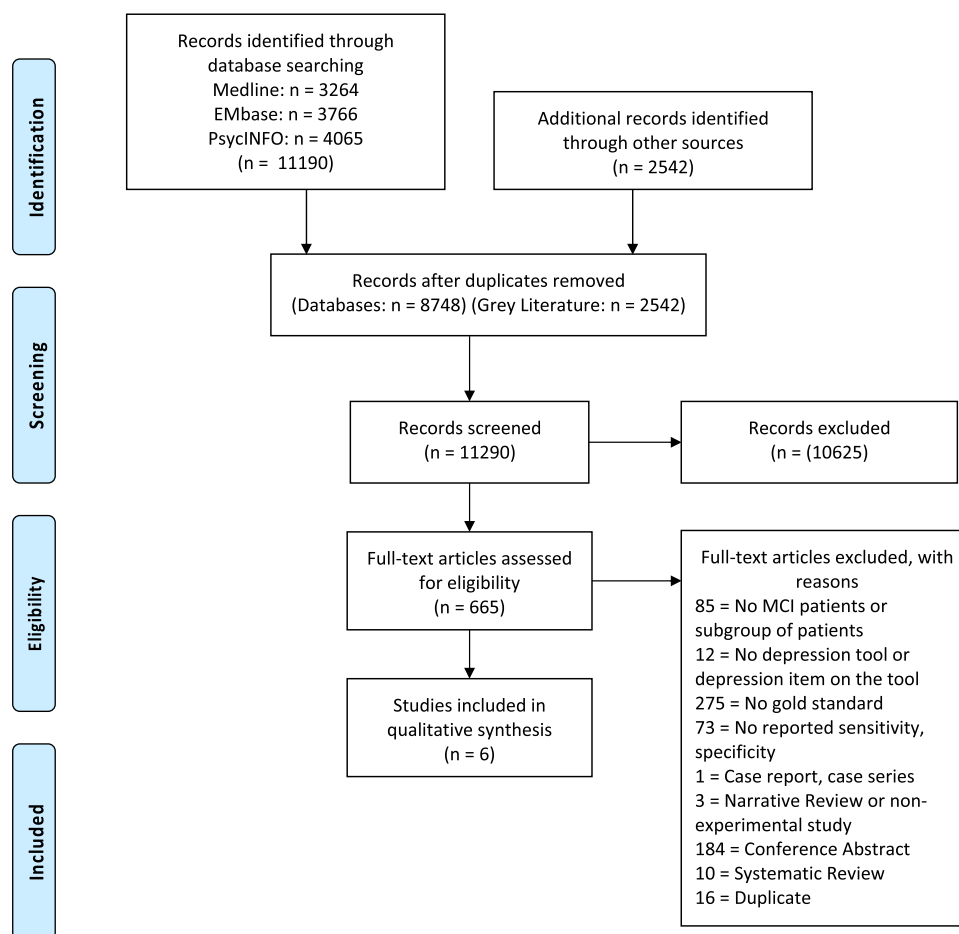 Identification
Records identified through
database searching
Medline: n = 3264
EMbase: n = 3766
PsycINFO: n = 4065
(n =  11190)
Additional records identified
through other sources
(n = 2542)
Records after duplicates removed
(Databases: n = 8748) (Grey Literature: n = 2542)
Screening
Records screened
(n = 11290)
Records excluded
(n = (10625)
Eligibility
Full-text articles assessed
for eligibility
(n = 665)
Full-text articles excluded, with
reasons
85 = No MCI patients or
subgroup of patients
12 = No depression tool or
depression item on the tool
275 = No gold standard
73 = No reported sensitivity,
specificity
1 = Case report, case series
3 = Narrative Review or non-
experimental study
184 = Conference Abstract
10 = Systematic Review
16 = Duplicate
Included
Studies included in
qualitative synthesis
(n = 6)